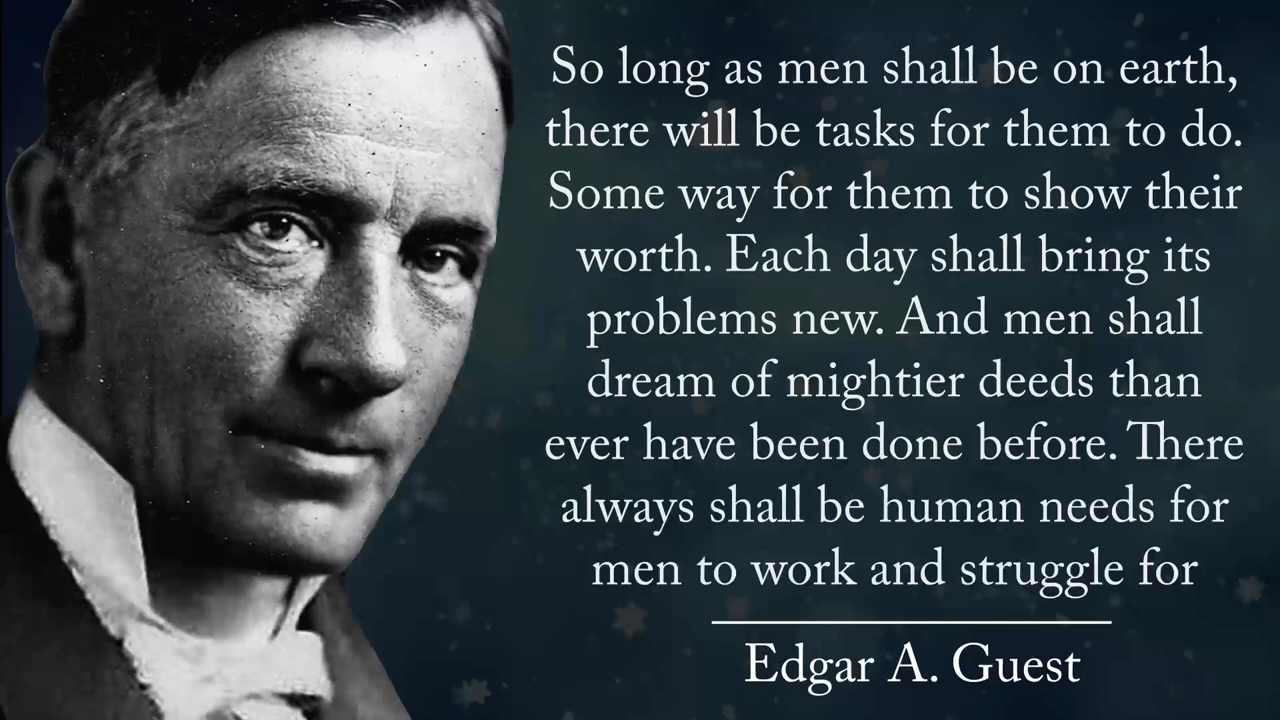 So long as men shall be on earth,
there will be tasks for them to do.
Some way for them to show their
worth. Each day shall bring its
problems new. And men shall
dream of mightier deeds than
ever have been done before. There
always shall be human needs for
men to work and struggle for
Edgar A. Guest